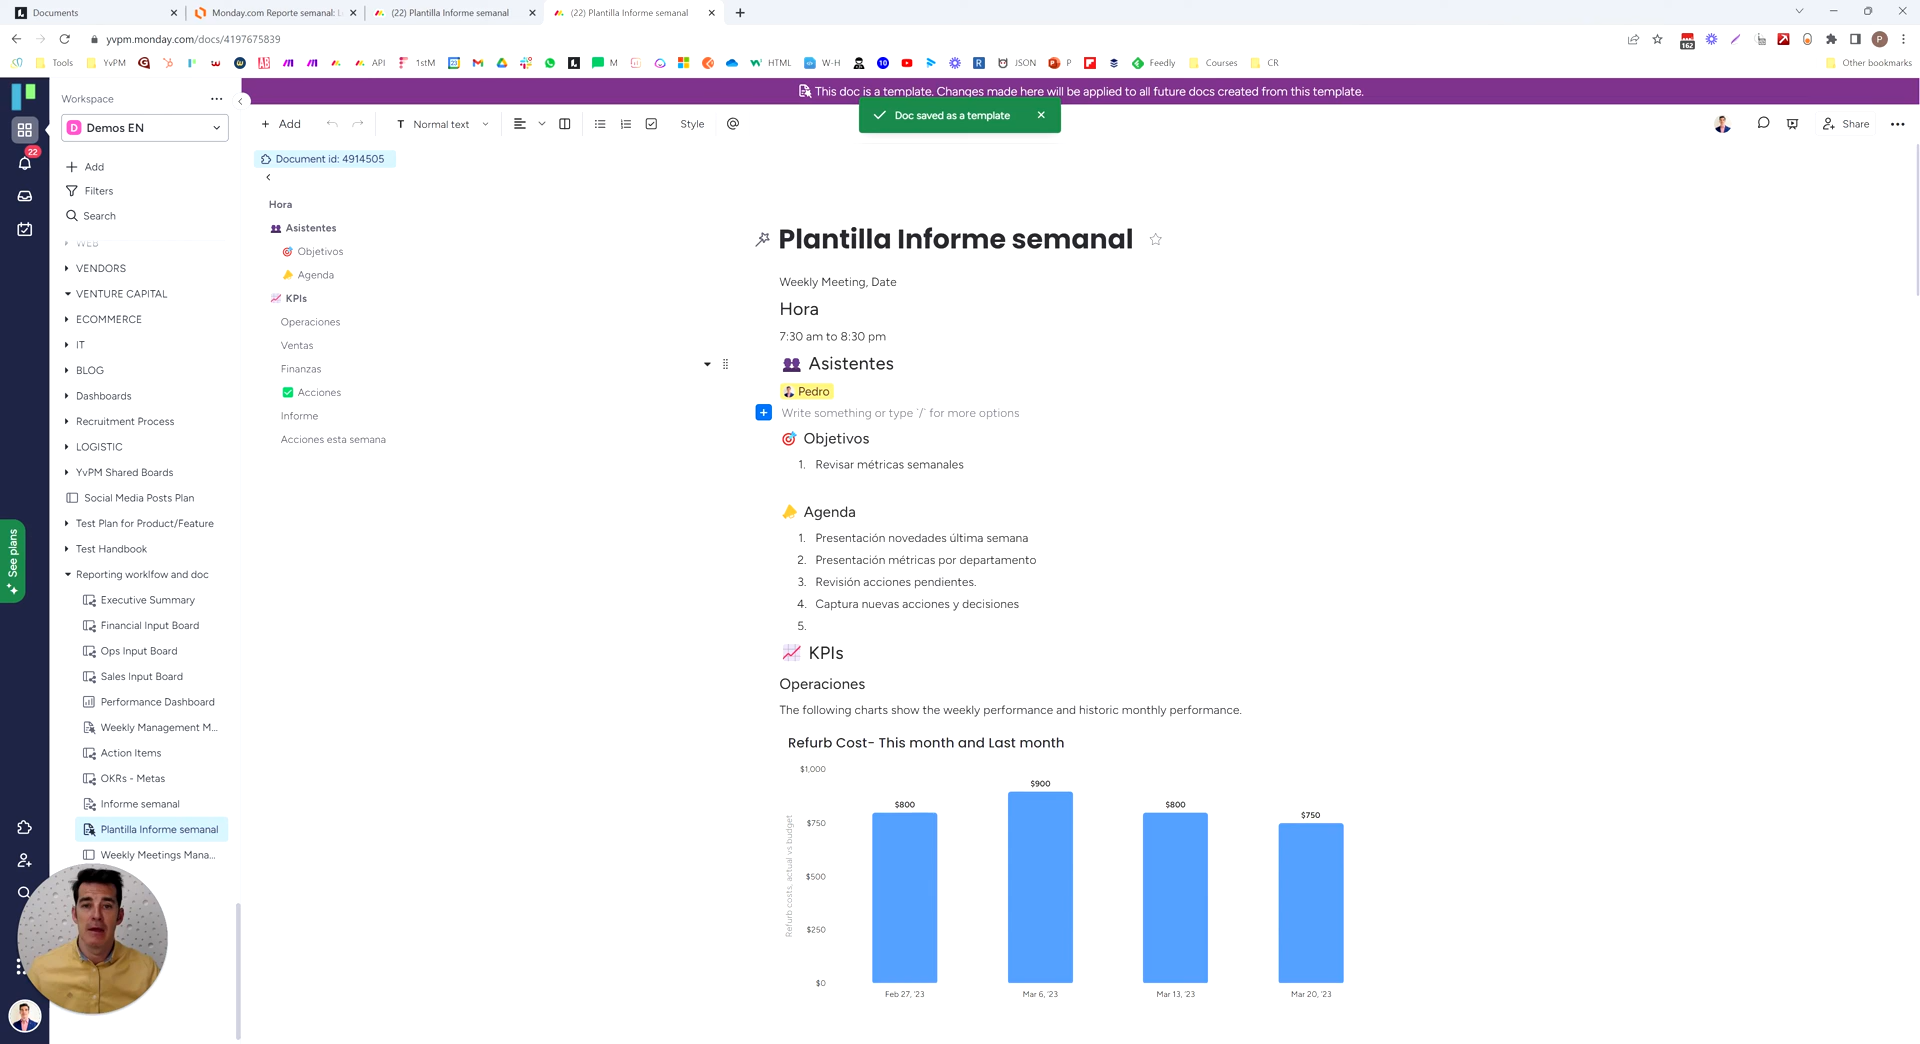 Documents
Monday.com Reporte semanal: L
(22) Plantilla Informe semanal
(22) Plantilla Informe semanal
yvpm.monday.com/docs/4197675839
162
P
Tools
YvPM
API
1stM
M
HTML
W-H
10
JSON
P
Feedly
Courses
CR
Other bookmarks
This doc is a template. Changes made here will be applied to all future docs created from this template.
Doc saved as a template
Workspace
Demos EN
22
Add
Filters
Search
WEB
VENDORS
VENTURE CAPITAL
ECOMMERCE
IT
BLOG
Dashboards
Recruitment Process
LOGISTIC
YvPM Shared Boards
Social Media Posts Plan
Test Plan for Product/Feature
Test Handbook
Reporting worklfow and doc
Executive Summary
Financial Input Board
Ops Input Board
Sales Input Board
Performance Dashboard
Weekly Management M...
Action Items
OKRs - Metas
Informe semanal
Plantilla Informe semanal
Weekly Meetings Mana...
See plans
Add
Normal text
Style
Share
Document id: 4914505
Hora
Asistentes
Objetivos
Agenda
KPIs
Operaciones
Ventas
Finanzas
Acciones
Informe
Acciones esta semana
Plantilla Informe semanal
Weekly Meeting, Date
Hora
7:30 am to 8:30 pm
Asistentes
Pedro
Write something or type '/' for more options
Objetivos
1. Revisar métricas semanales
Agenda
1. Presentación novedades última semana
2. Presentación métricas por departamento
3. Revisión acciones pendientes.
4. Captura nuevas acciones y decisiones
5.
KPIs
Operaciones
The following charts show the weekly performance and historic monthly performance.
Refurb Cost- This month and Last month
Refurb costs, actual vs budget
$1,000
$750
$500
$250
$0
$800
$900
$800
$750
Feb 27, '23
Mar 6, '23
Mar 13, '23
Mar 20, '23